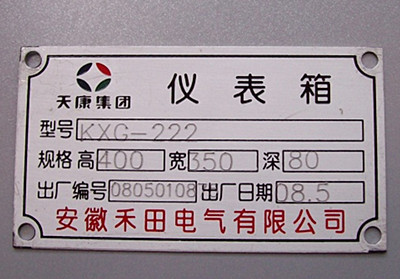 天康集团 仪表箱
型号 KXG-222
规格 高 400 宽 350 深 80
出厂编号 08050108 出厂日期 08.5
安徽禾田电气有限公司